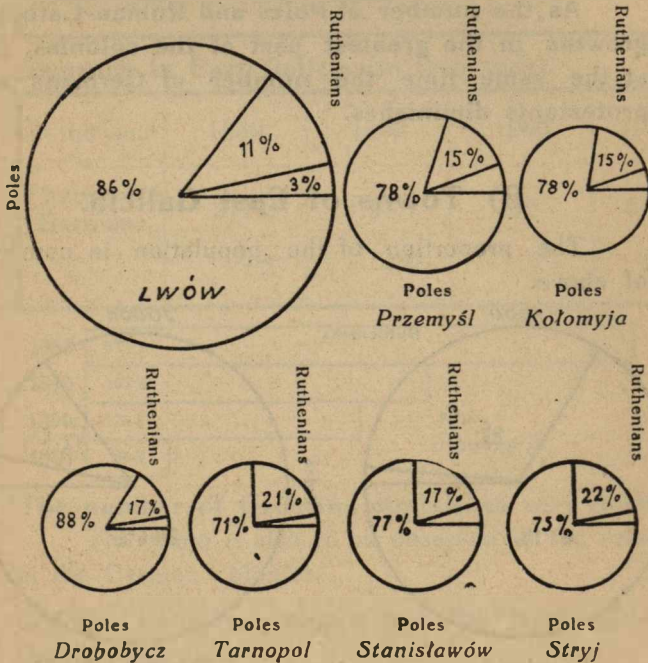 Ruthenians
Ruthenians
Ruthenians
Poles
86%
11%
3%
LWÓW
78%
15%
Poles
Przemyśl
78%
15%
Poles
Kołomyja
Ruthenians
Ruthenians
Ruthenians
Ruthenians
88%
17%
Poles
Drohobycz
71%
21%
Poles
Tarnopol
77%
17%
Poles
Stanisławów
75%
22%
Poles
Stryj